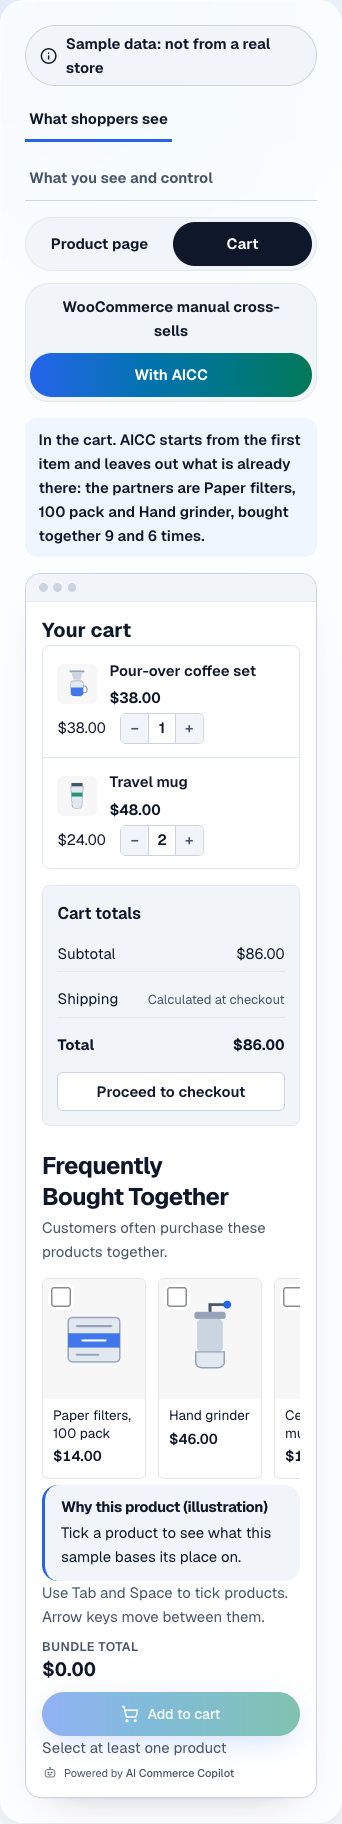 Sample data: not from a real
store
What shoppers see
What you see and control
Product page
Cart
WooCommerce manual cross-
sells
With AICC
In the cart. AICC starts from the first
item and leaves out what is already
there: the partners are Paper filters,
100 pack and Hand grinder, bought
together 9 and 6 times.
Your cart
Pour-over coffee set
$38.00
$38.00 − 1 +
Travel mug
$48.00
$24.00 − 2 +
Cart totals
Subtotal $86.00
Shipping Calculated at checkout
Total $86.00
Proceed to checkout
Frequently
Bought Together
Customers often purchase these
products together.
Paper filters,
100 pack
$14.00
Hand grinder
$46.00
Why this product (illustration)
Tick a product to see what this
sample bases its place on.
Use Tab and Space to tick products.
Arrow keys move between them.
BUNDLE TOTAL
$0.00
Add to cart
Select at least one product
Powered by AI Commerce Copilot